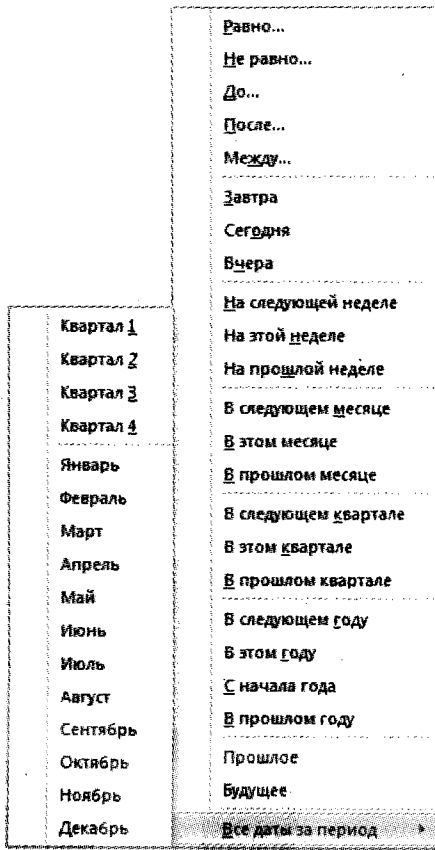 Равно...
Не равно...
До...
После...
Между...
Завтра
Сегодня
Вчера
На следующей неделе
На этой неделе
На прошлой неделе
В следующем месяце
В этом месяце
В прошлом месяце
В следующем квартале
В этом квартале
В прошлом квартале
В следующем году
В этом году
С начала года
В прошлом году
Прошлое
Будущее
Все даты за период
Квартал 1
Квартал 2
Квартал 3
Квартал 4
Январь
Февраль
Март
Апрель
Май
Июнь
Июль
Август
Сентябрь
Октябрь
Ноябрь
Декабрь